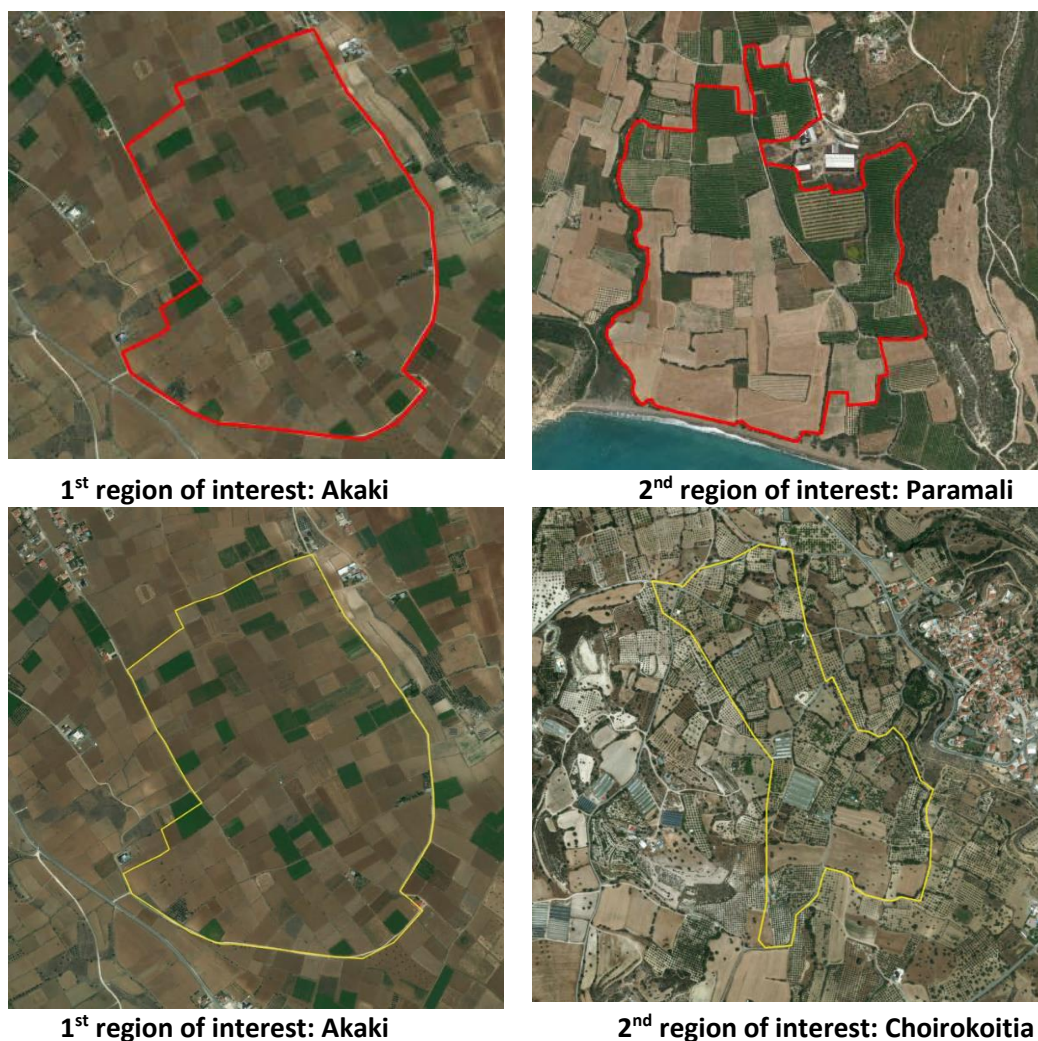 1st region of interest: Akaki
2nd region of interest: Paramali
1st region of interest: Akaki
2nd region of interest: Choirokoitia